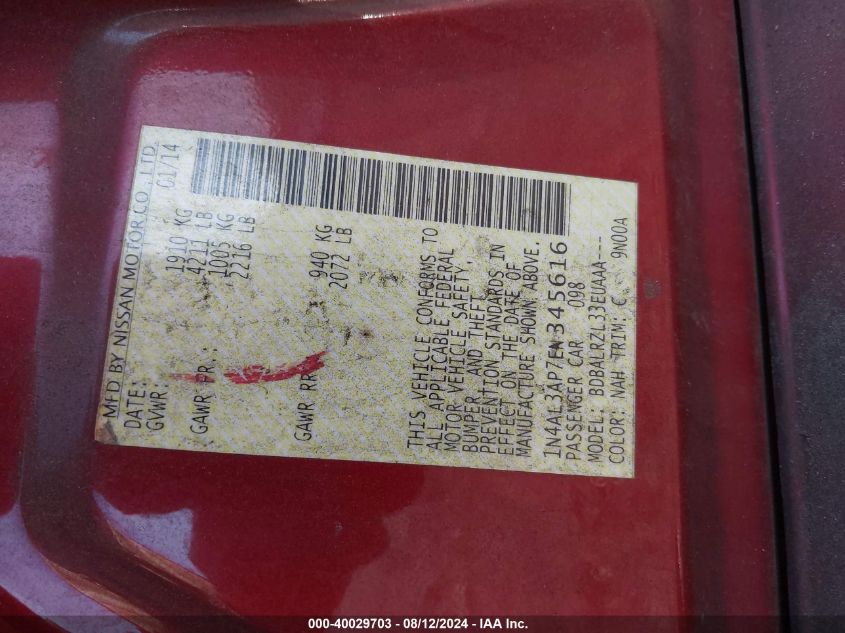 MFD BY NISSAN MOTOR CO., LTD.
DATE: 01/14
GVWR: 1910 KG
4211 LB
GAWR FR.: 1005 KG
2216 LB
GAWR RR. 940 KG
2072 LB
THIS VEHICLE CONFORMS TO
ALL APPLICABLE FEDERAL
MOTOR VEHICLE SAFETY,
BUMPER AND THEFT
PREVENTION STANDARDS IN
EFFECT ON THE DATE OF
MANUFACTURE SHOWN ABOVE.
1N4AL3AP7EN345616
PASSENGER CAR 098
MODEL: BDBALRZL33EUAAA---
COLOR: NAH TRIM: C 9N00A
000-40029703 - 08/12/2024 - IAA Inc.